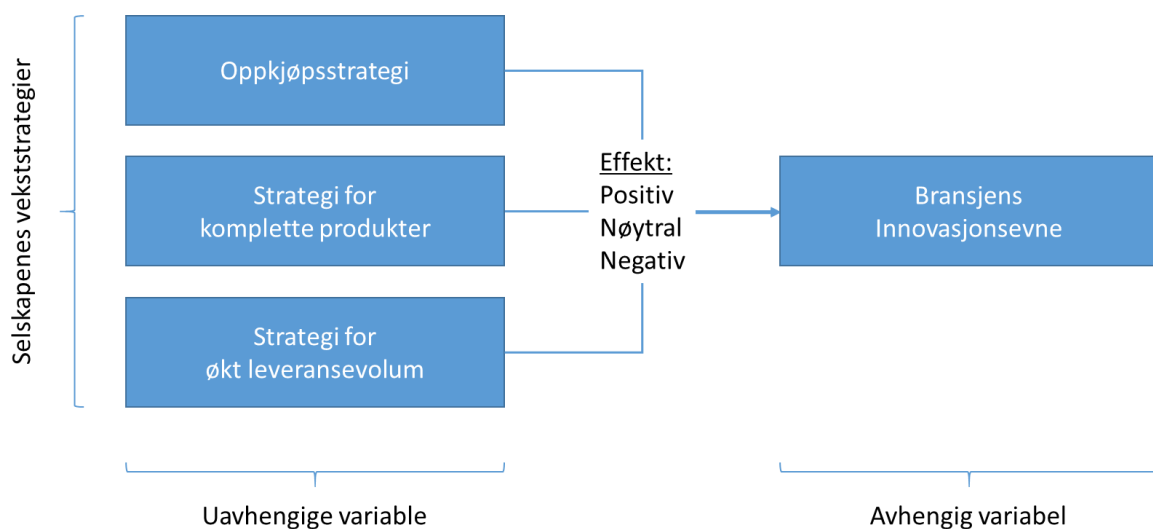 Selskapenes vekststrategier
Oppkjøpsstrategi
Strategi for
komplette produkter
Strategi for
økt leveransevolum
Effekt:
Positiv
Nøytral
Negativ
Bransjens
Innovasjonsevne
Uavhengige variable
Avhengig variabel